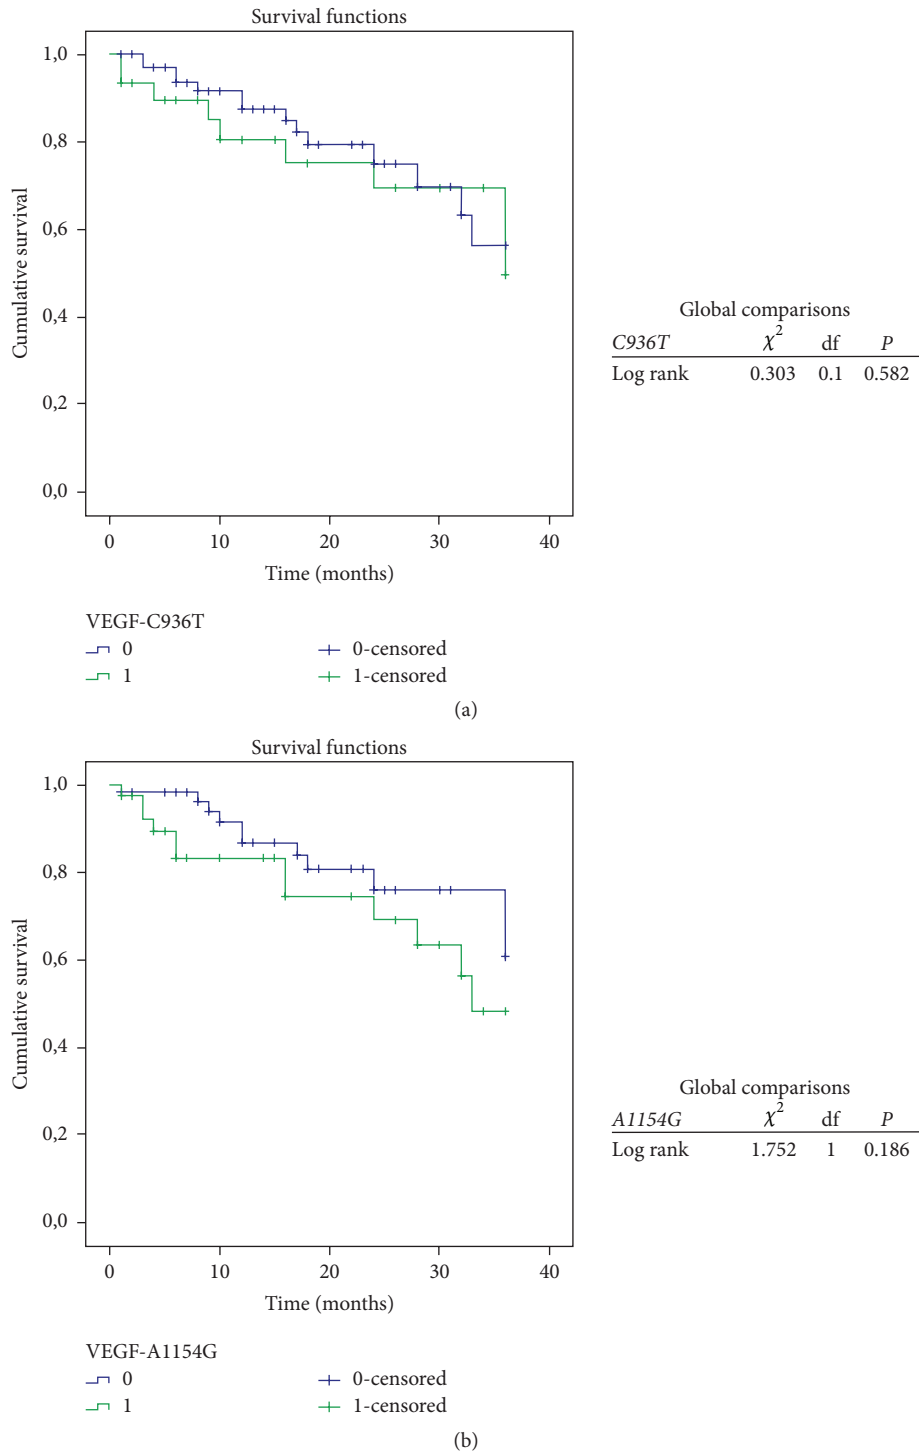 Survival functions
1,0
0,8
0,6
0,4
0,2
0,0
Cumulative survival
0 10 20 30 40
Time (months)
Global comparisons
C936T χ² df P
Log rank 0.303 0.1 0.582
VEGF-C936T
0 0-censored
1 1-censored
(a)
Survival functions
1,0
0,8
0,6
0,4
0,2
0,0
Cumulative survival
0 10 20 30 40
Time (months)
Global comparisons
A1154G χ² df P
Log rank 1.752 1 0.186
VEGF-A1154G
0 0-censored
1 1-censored
(b)